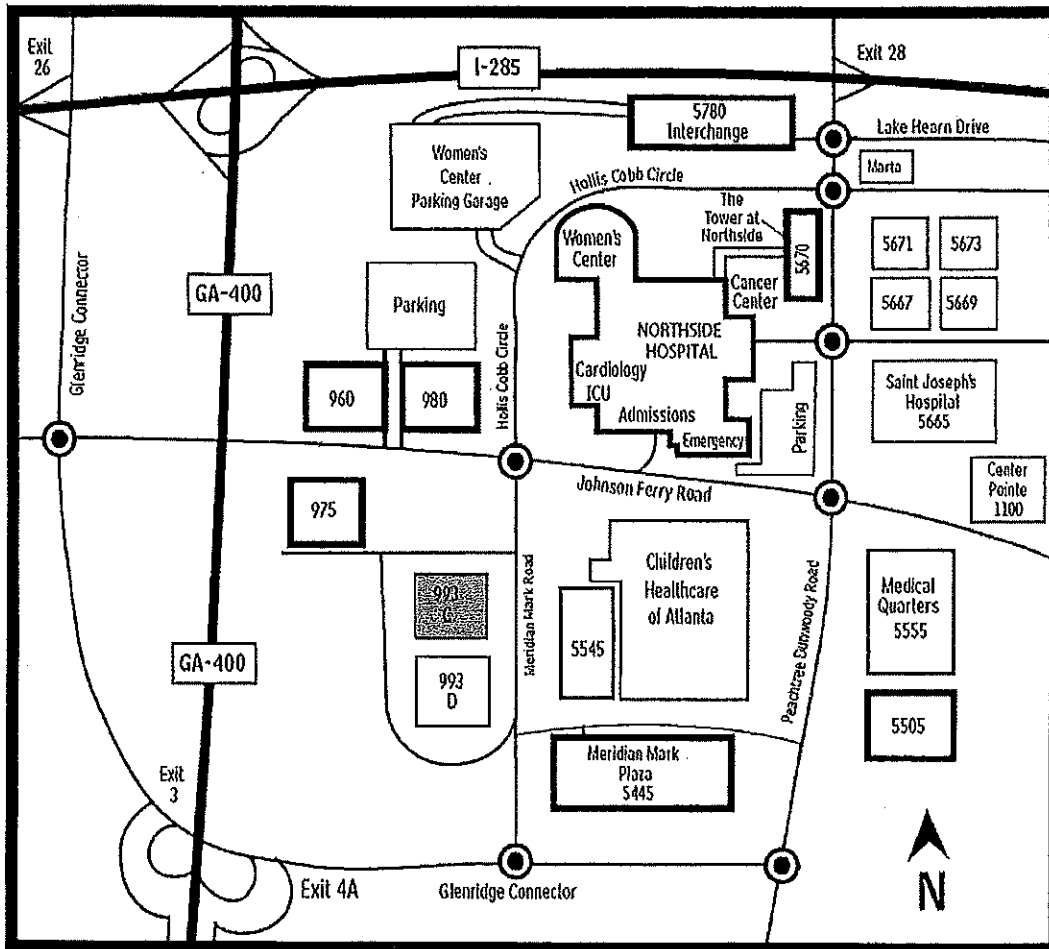 Exit
26
I-285
Exit 28
5780
Interchange
Lake Hearn Drive
Women's
Center
Parking Garage
Hollis Cobb Circle
Marta
The
Tower at
Northside
5670
5671
5673
5667
5669
Women's
Center
Cancer
Center
Glenridge Connector
GA-400
Parking
NORTHSIDE
HOSPITAL
Hollis Cobb Circle
960
980
Cardiology
ICU
Admissions
Emergency
Parking
Saint Joseph's
Hospital
5665
Johnson Ferry Road
Center
Pointe
1100
975
Meridian Mark Road
Children's
Healthcare
of Atlanta
Peachtree Dunwoody Road
Medical
Quarters
5555
993
C
5545
GA-400
993
D
5505
Meridian Mark
Plaza
5445
Exit
3
Exit 4A
Glenridge Connector
N